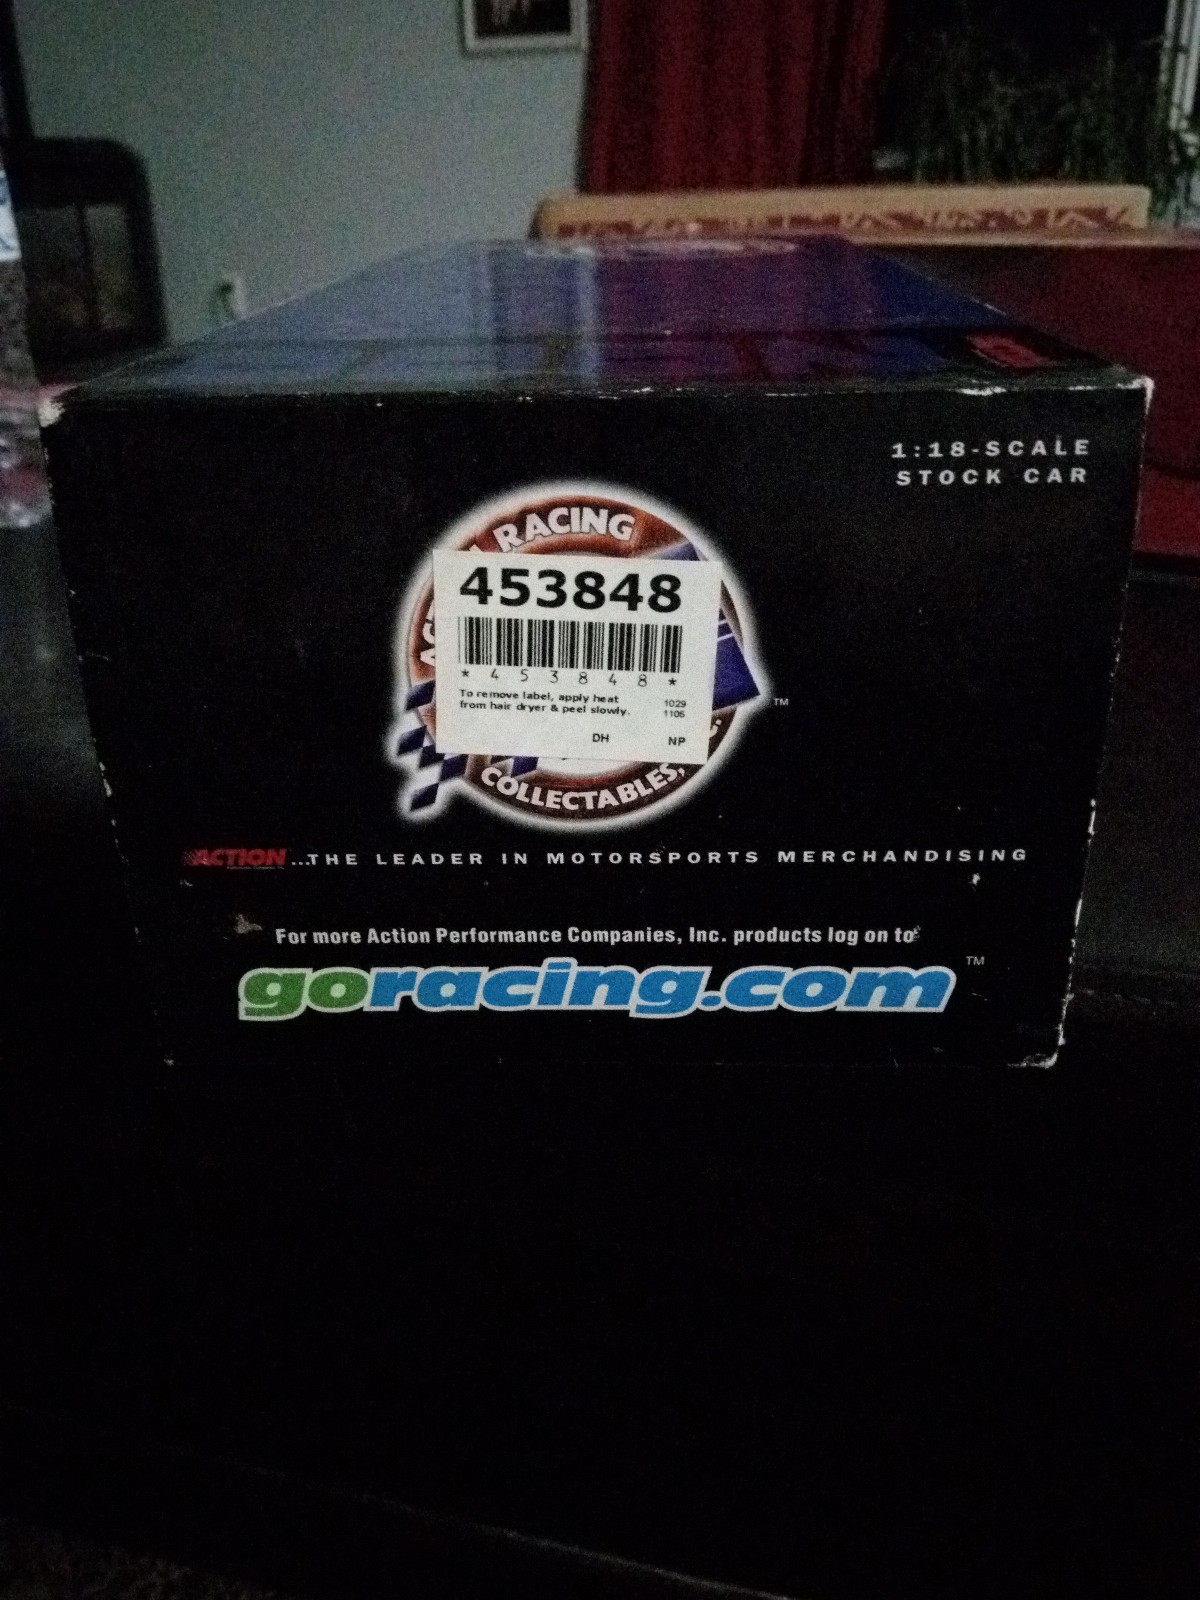 1:18-SCALE
STOCK CAR
RACING
453848
* 4 5 3 8 4 8 *
To remove label, apply heat
from hair dryer & peel slowly.
1029
1106
DH
NP
TM
COLLECTABLES,
ACTION ...THE LEADER IN MOTORSPORTS MERCHANDISING
For more Action Performance Companies, Inc. products log on to
goracing.com TM